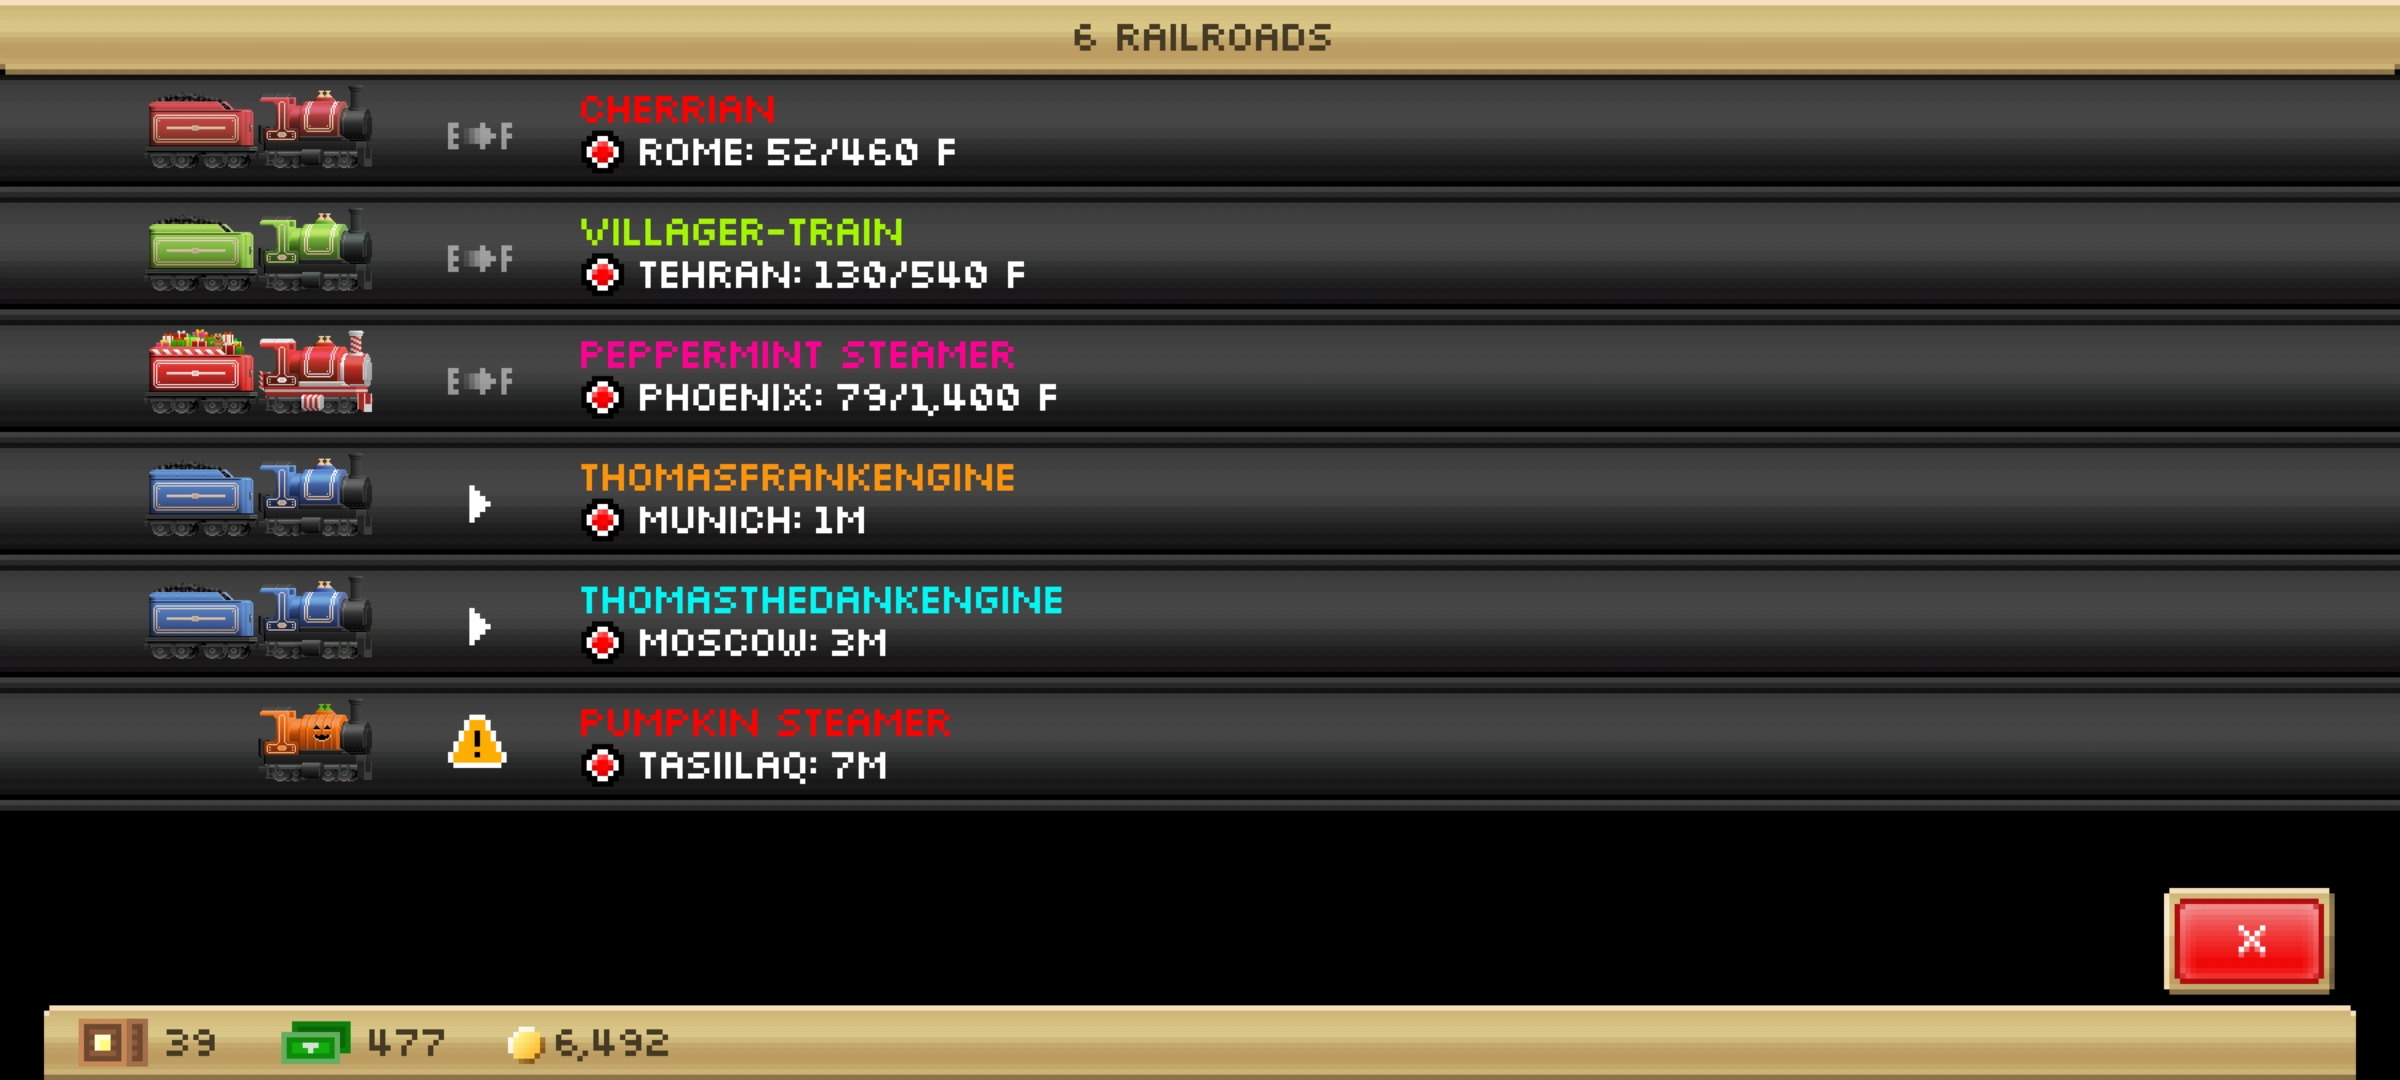 6 RAILROADS
E F
CHERRIAN
ROME: 52/460 F
E F
VILLAGER-TRAIN
TEHRAN: 130/540 F
E F
PEPPERMINT STEAMER
PHOENIX: 79/1,400 F
THOMASFRANKENGINE
MUNICH: 1M
THOMASTHEDANKENGINE
MOSCOW: 3M
!
PUMPKIN STEAMER
TASIILAQ: 7M
X
39 477 6,492